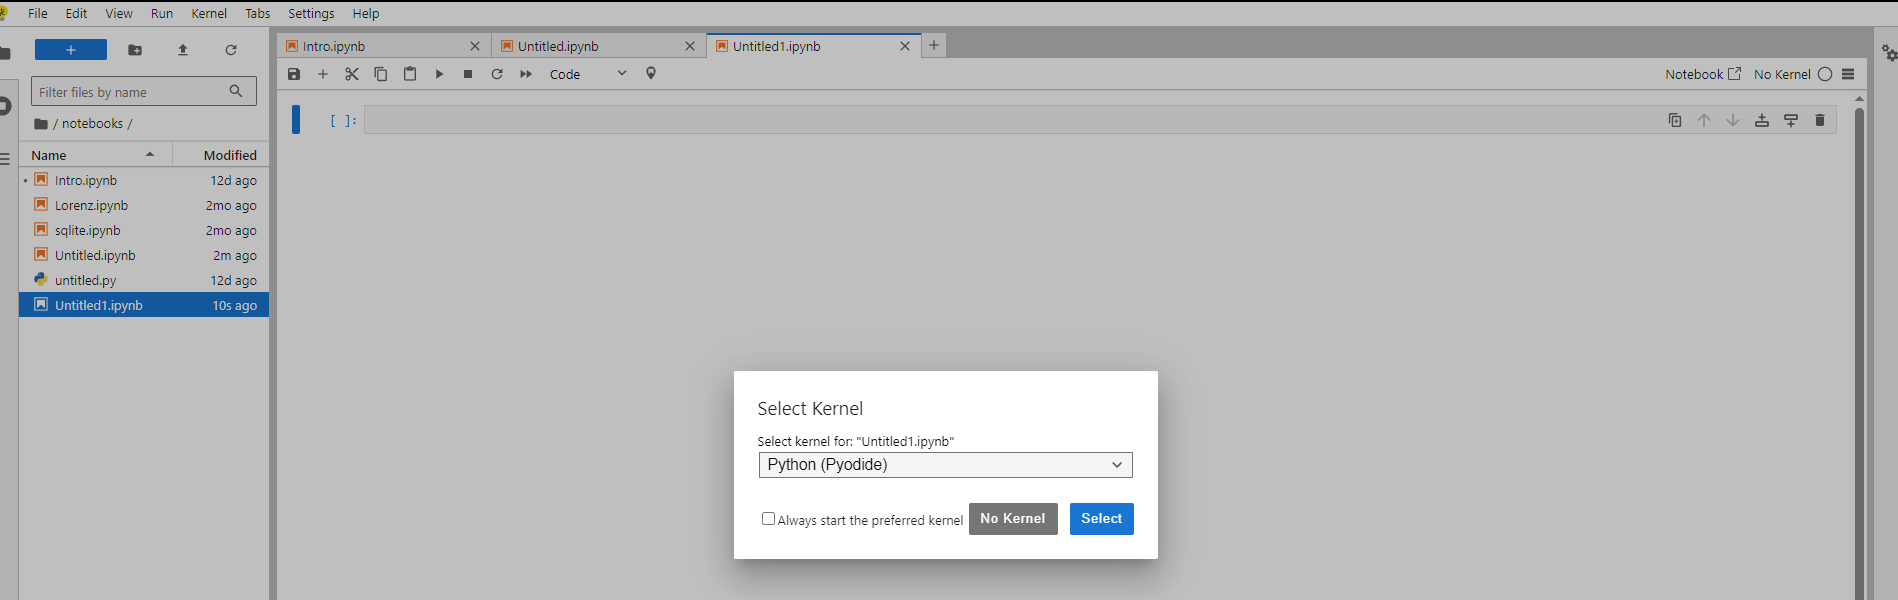 File Edit View Run Kernel Tabs Settings Help
Filter files by name
/ notebooks /
Name Modified
Intro.ipynb 12d ago
Lorenz.ipynb 2mo ago
sqlite.ipynb 2mo ago
Untitled.ipynb 2m ago
untitled.py 12d ago
Untitled1.ipynb 10s ago
Intro.ipynb Untitled.ipynb Untitled1.ipynb
Code Notebook No Kernel
[ ]:
Select Kernel
Select kernel for: "Untitled1.ipynb"
Python (Pyodide)
Always start the preferred kernel No Kernel Select